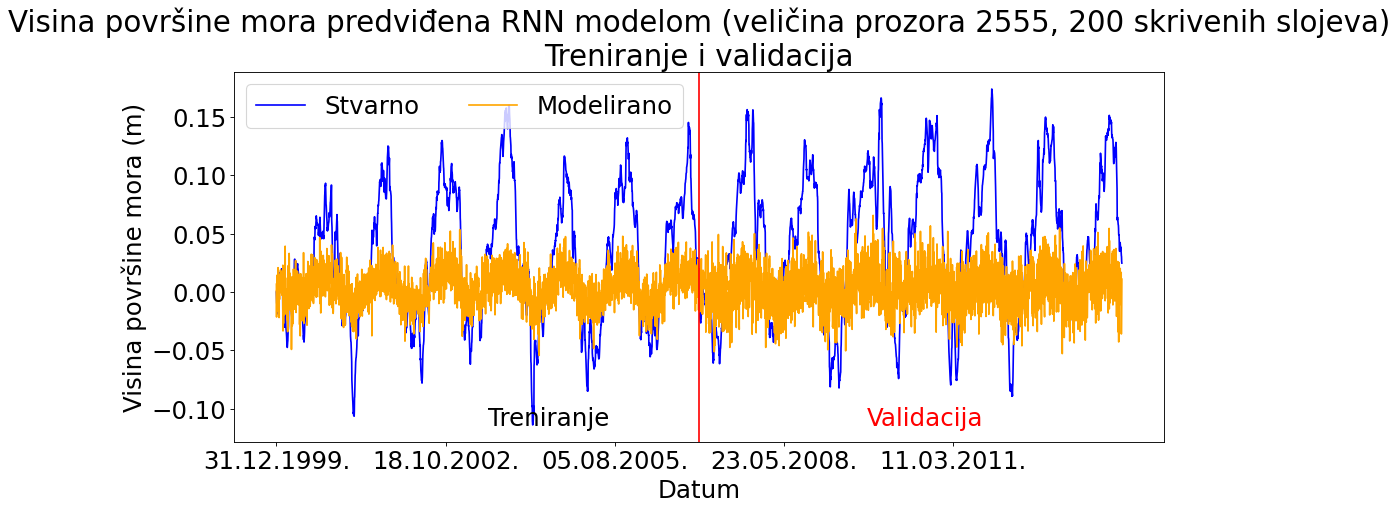 Visina površine mora predviđena RNN modelom (veličina prozora 2555, 200 skrivenih slojeva)
Treniranje i validacija
Stvarno Modelirano
Visina površine mora (m)
0.15
0.10
0.05
0.00
−0.05
−0.10
Treniranje Validacija
31.12.1999. 18.10.2002. 05.08.2005. 23.05.2008. 11.03.2011.
Datum